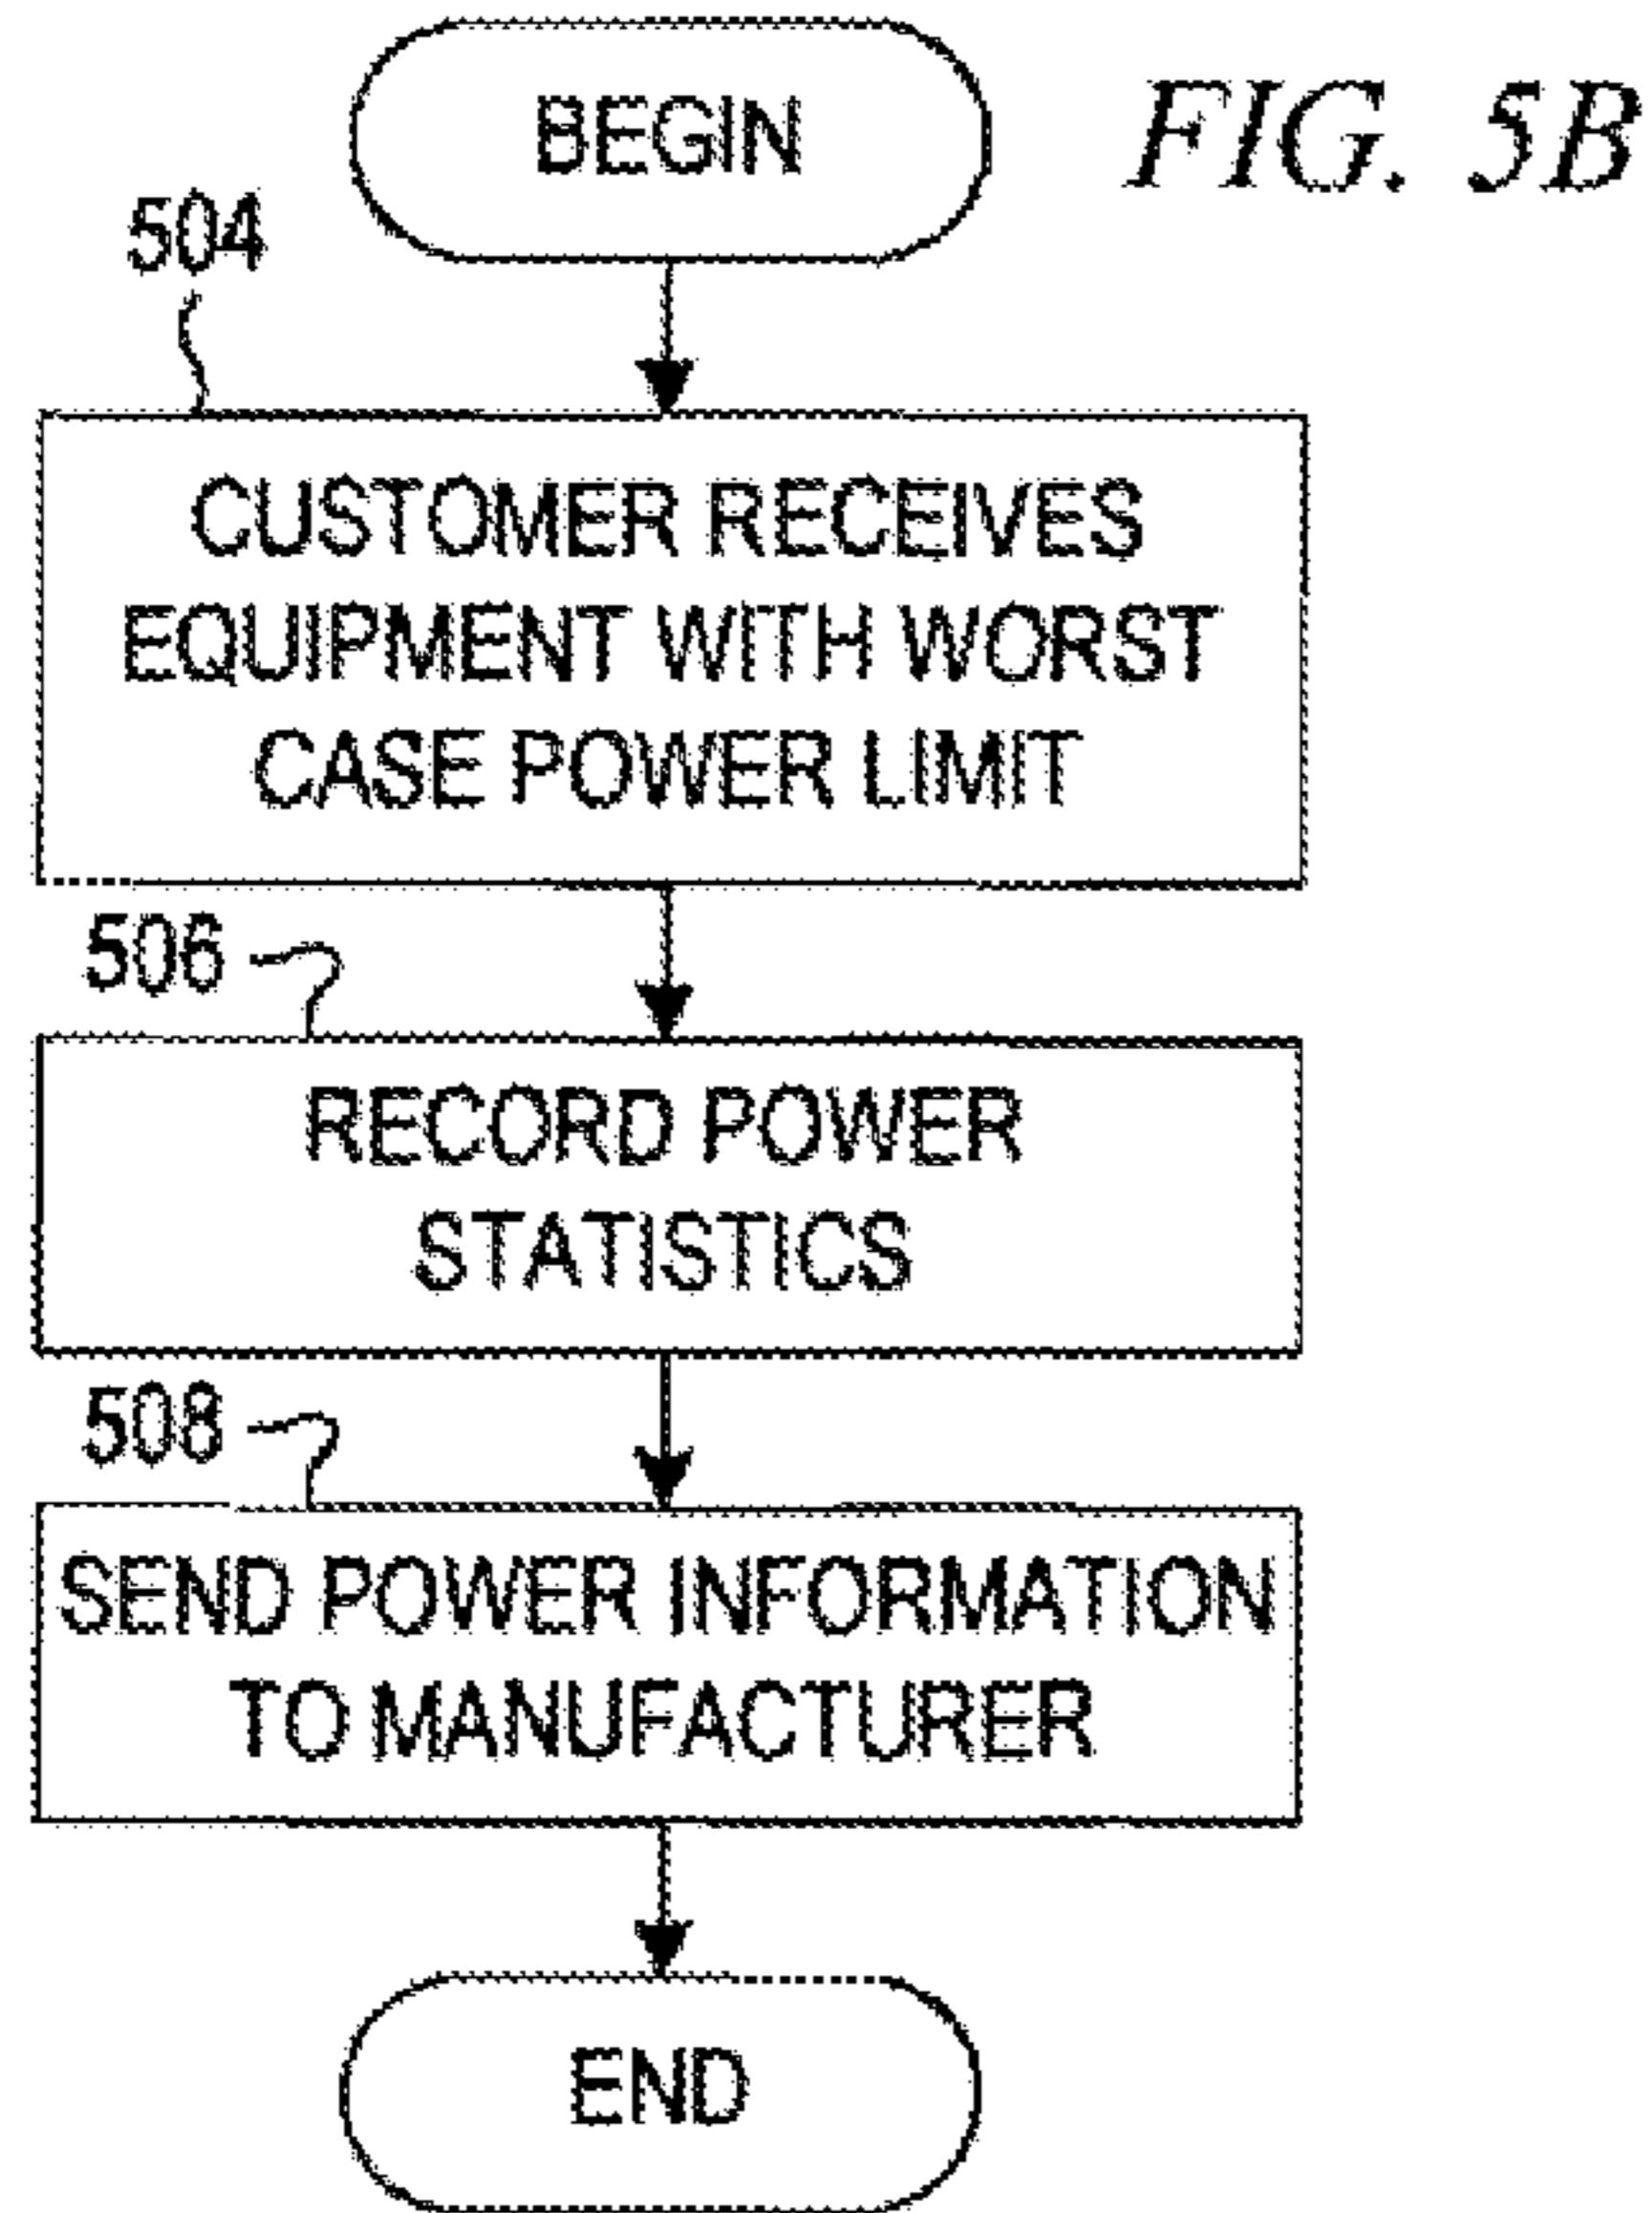 BEGIN
FIG. 5B
504
CUSTOMER RECEIVES
EQUIPMENT WITH WORST
CASE POWER LIMIT
506
RECORD POWER
STATISTICS
508
SEND POWER INFORMATION
TO MANUFACTURER
END